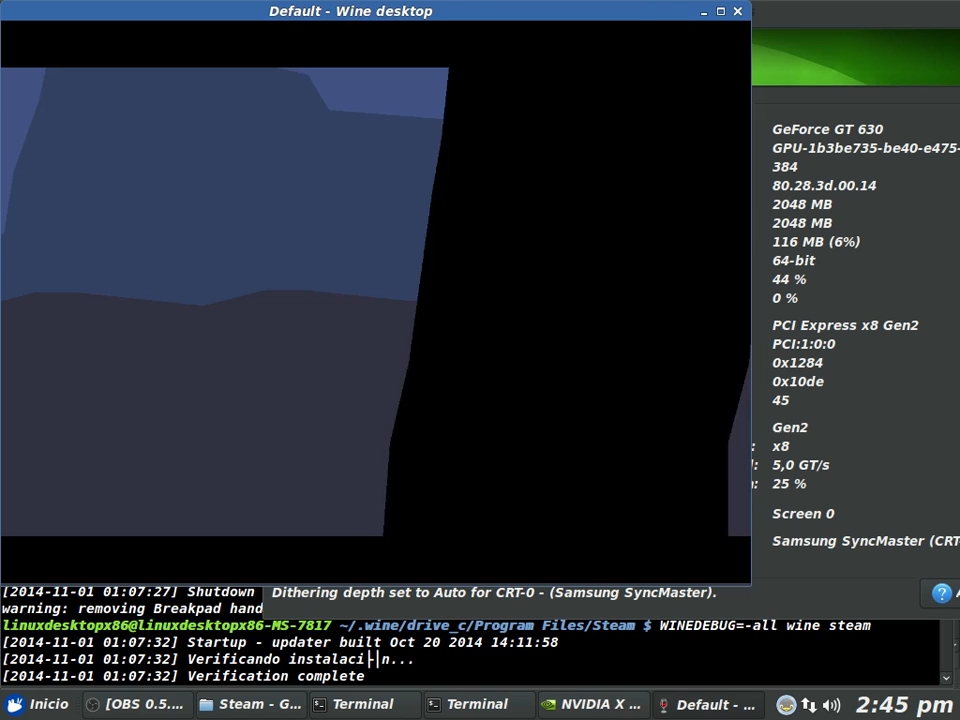 Default - Wine desktop
GeForce GT 630
GPU-1b3be735-be40-e475-
384
80.28.3d.00.14
2048 MB
2048 MB
116 MB (6%)
64-bit
44 %
0 %
PCI Express x8 Gen2
PCI:1:0:0
0x1284
0x10de
45
Gen2
: x8
: 5,0 GT/s
: 25 %
Screen 0
Samsung SyncMaster (CRT-
[2014-11-01 01:07:27] Shutdown
Dithering depth set to Auto for CRT-0 - (Samsung SyncMaster).
warning: removing Breakpad hand
linuxdesktopx86@linuxdesktopx86-MS-7817 ~/.wine/drive_c/Program Files/Steam $ WINEDEBUG=-all wine steam
[2014-11-01 01:07:32] Startup - updater built Oct 20 2014 14:11:58
[2014-11-01 01:07:32] Verificando instalaci├│n...
[2014-11-01 01:07:32] Verification complete
Inicio [OBS 0.5.... Steam - G... Terminal Terminal NVIDIA X ... Default - ... 2:45 pm